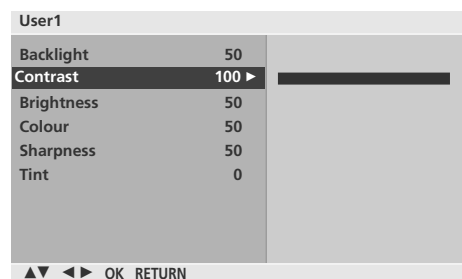 User1
Backlight 50
Contrast 100 ►
Brightness 50
Colour 50
Sharpness 50
Tint 0
▲▼ ◄► OK RETURN